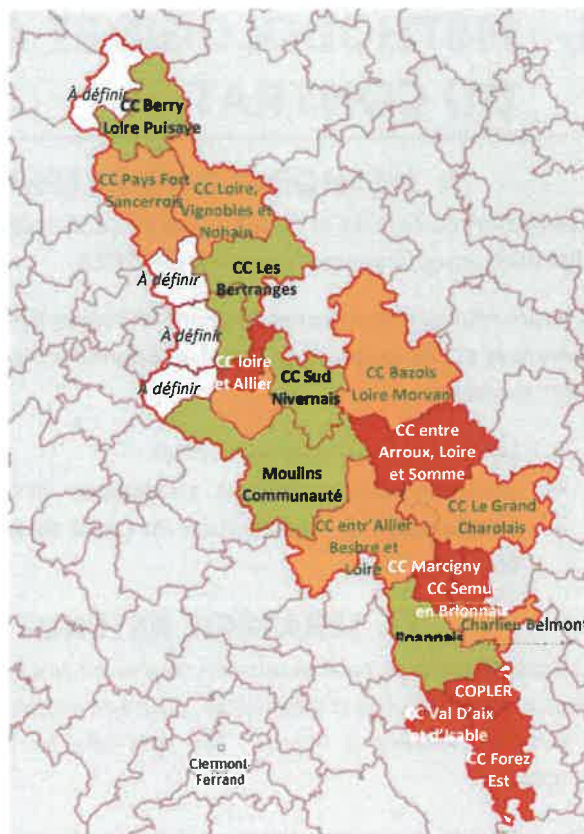 À définir
CC Berry
Loire Puisaye
CC Pays Fort
Sancerrois
CC Loire,
Vignobles et
Nohain
À définir
CC Les
Bertranges
À définir
CC loire
et Allier
CC Bazois
Loire Morvan
À définir
CC Sud
Nivernais
CC entre
Arroux, Loire
et Somme
Moulins
Communauté
CC Le Grand
Charolais
CC entr'Allier
Besbre et
Loire
CC Marcigny
CC Semu
en Brionnais
Charlieu Belmont
Roannais
COPLER
CC Val D'aix
et d'Isable
CC Forez
Est
Clermont-
Ferrand